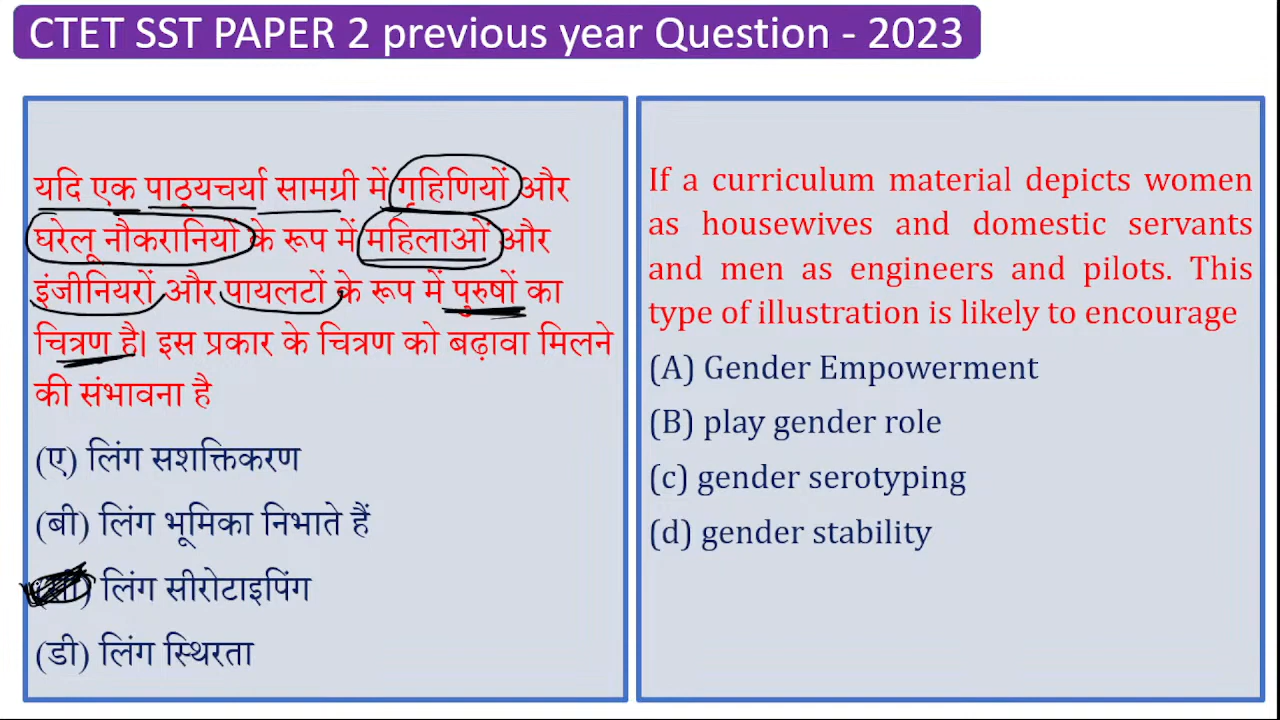 CTET SST PAPER 2 previous year Question - 2023
यदि एक पाठ्यचर्या सामग्री में गृहिणियों और
घरेलू नौकरानियों के रूप में महिलाओं और
इंजीनियरों और पायलटों के रूप में पुरुषों का
चित्रण है। इस प्रकार के चित्रण को बढ़ावा मिलने
की संभावना है
(ए) लिंग सशक्तिकरण
(बी) लिंग भूमिका निभाते हैं
लिंग सीरोटाइपिंग
(डी) लिंग स्थिरता
If a curriculum material depicts women
as housewives and domestic servants
and men as engineers and pilots. This
type of illustration is likely to encourage
(A) Gender Empowerment
(B) play gender role
(c) gender serotyping
(d) gender stability